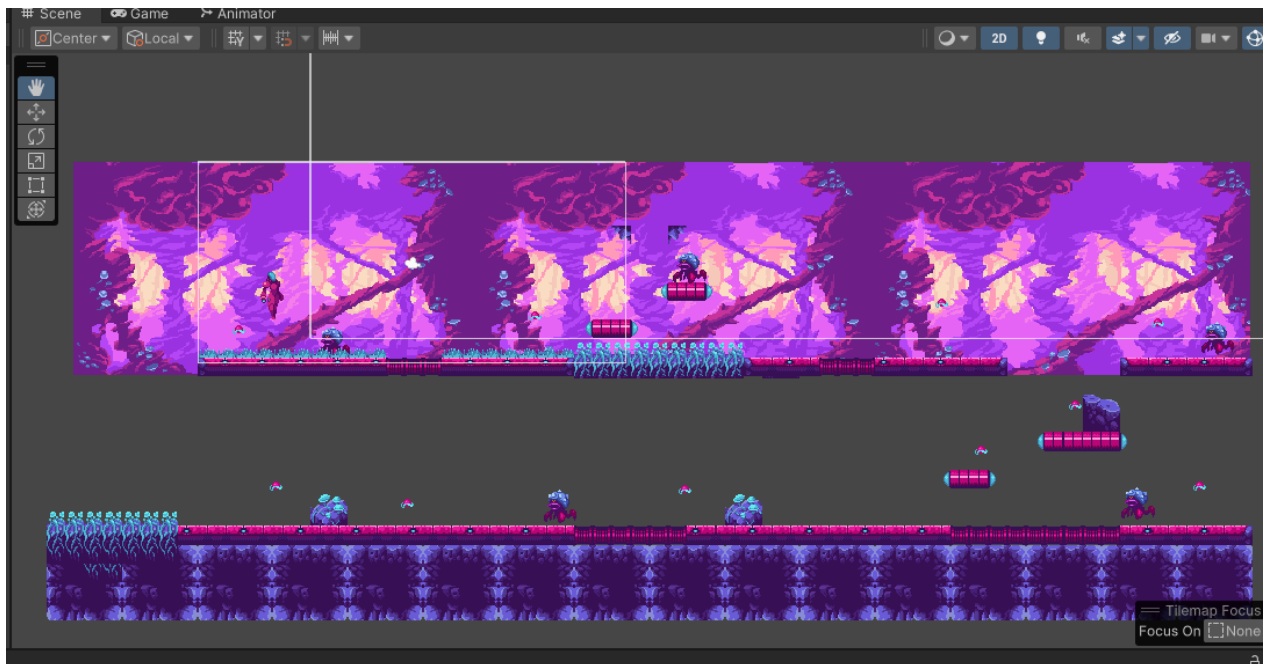 Scene Game Animator
Center Local 2D
Tilemap Focus
Focus On None